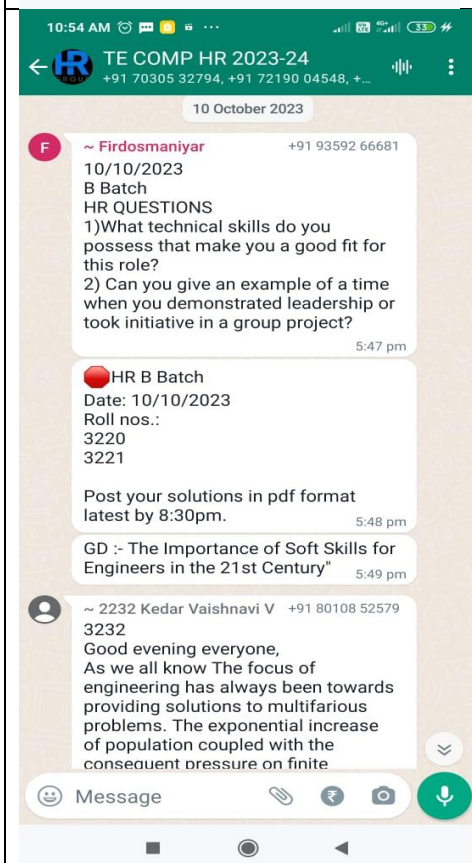 10:54 AM
4G+
33
HR
GROUP
TE COMP HR 2023-24
+91 70305 32794, +91 72190 04548, +...
10 October 2023
F
~ Firdosmaniyar +91 93592 66681
10/10/2023
B Batch
HR QUESTIONS
1)What technical skills do you
possess that make you a good fit for
this role?
2) Can you give an example of a time
when you demonstrated leadership or
took initiative in a group project?
5:47 pm
HR B Batch
Date: 10/10/2023
Roll nos.:
3220
3221
Post your solutions in pdf format
latest by 8:30pm.
5:48 pm
GD :- The Importance of Soft Skills for
Engineers in the 21st Century"
5:49 pm
~ 2232 Kedar Vaishnavi V +91 80108 52579
3232
Good evening everyone,
As we all know The focus of
engineering has always been towards
providing solutions to multifarious
problems. The exponential increase
of population coupled with the
consequent pressure on finite
Message
₹